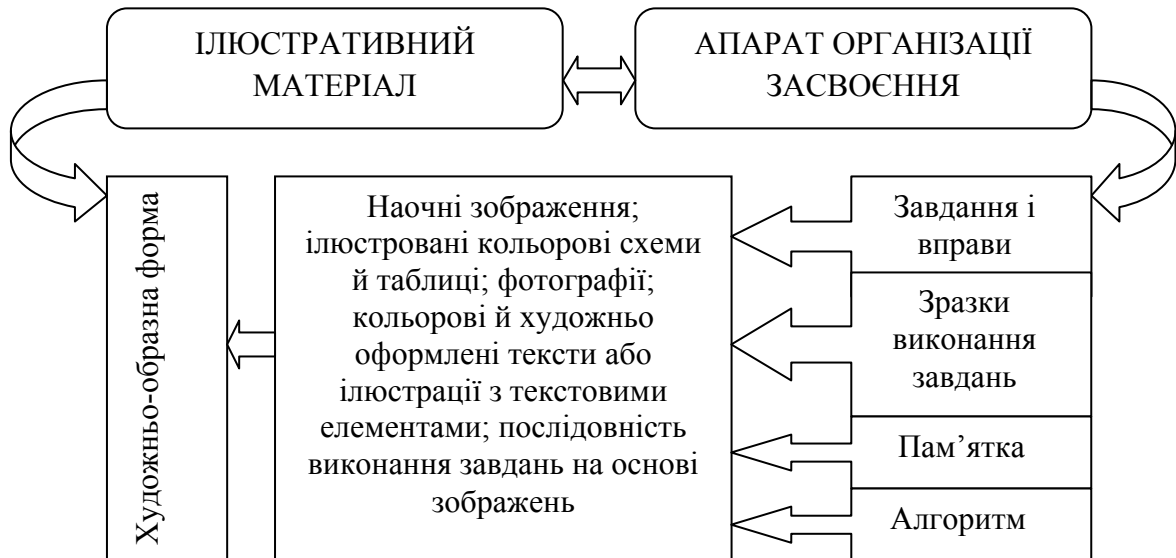 ІЛЮСТРАТИВНИЙ
МАТЕРІАЛ
АПАРАТ ОРГАНІЗАЦІЇ
ЗАСВОЄННЯ
Художньо-образна форма
Наочні зображення;
ілюстровані кольорові схеми
й таблиці; фотографії;
кольорові й художньо
оформлені тексти або
ілюстрації з текстовими
елементами; послідовність
виконання завдань на основі
зображень
Завдання і
вправи
Зразки
виконання
завдань
Пам’ятка
Алгоритм